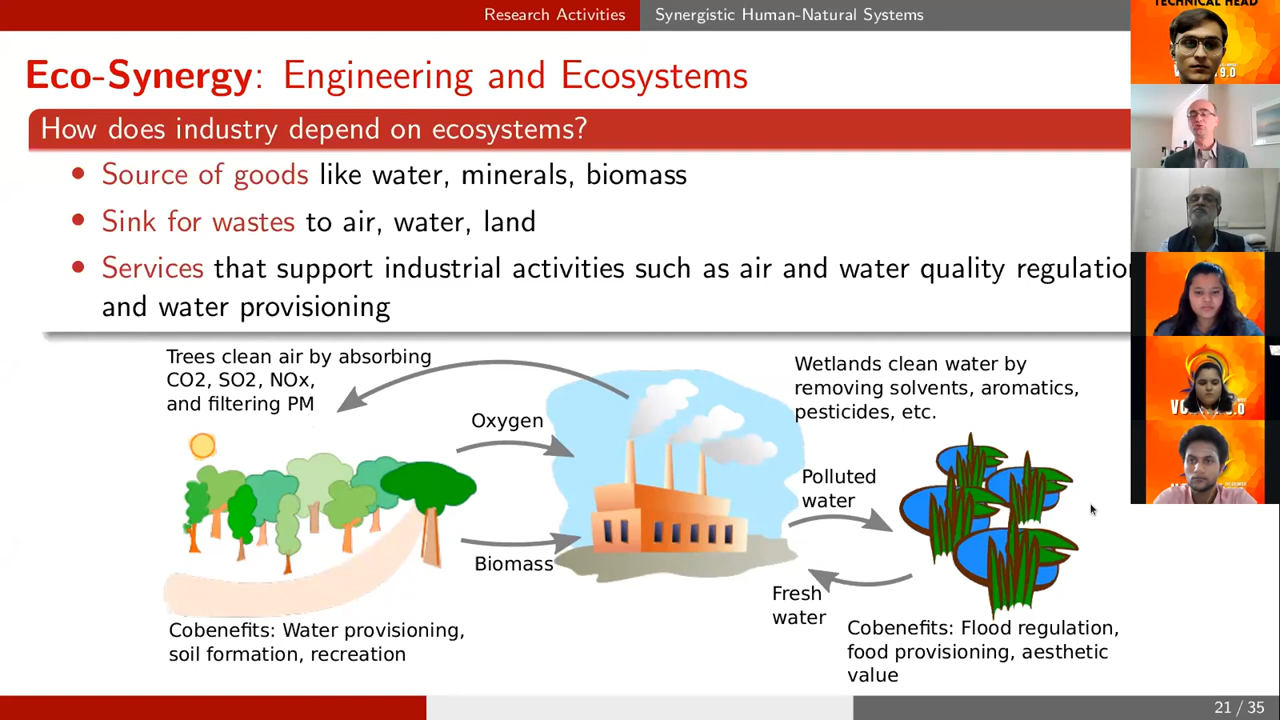 Research Activities
Synergistic Human-Natural Systems
TECHNICAL HEAD
9.0
Eco-Synergy: Engineering and Ecosystems
How does industry depend on ecosystems?
Source of goods like water, minerals, biomass
Sink for wastes to air, water, land
Services that support industrial activities such as air and water quality regulation
and water provisioning
Trees clean air by absorbing
CO2, SO2, NOx,
and filtering PM
Oxygen
Biomass
Cobenefits: Water provisioning,
soil formation, recreation
Wetlands clean water by
removing solvents, aromatics,
pesticides, etc.
Polluted
water
Fresh
water
Cobenefits: Flood regulation,
food provisioning, aesthetic
value
21 / 35